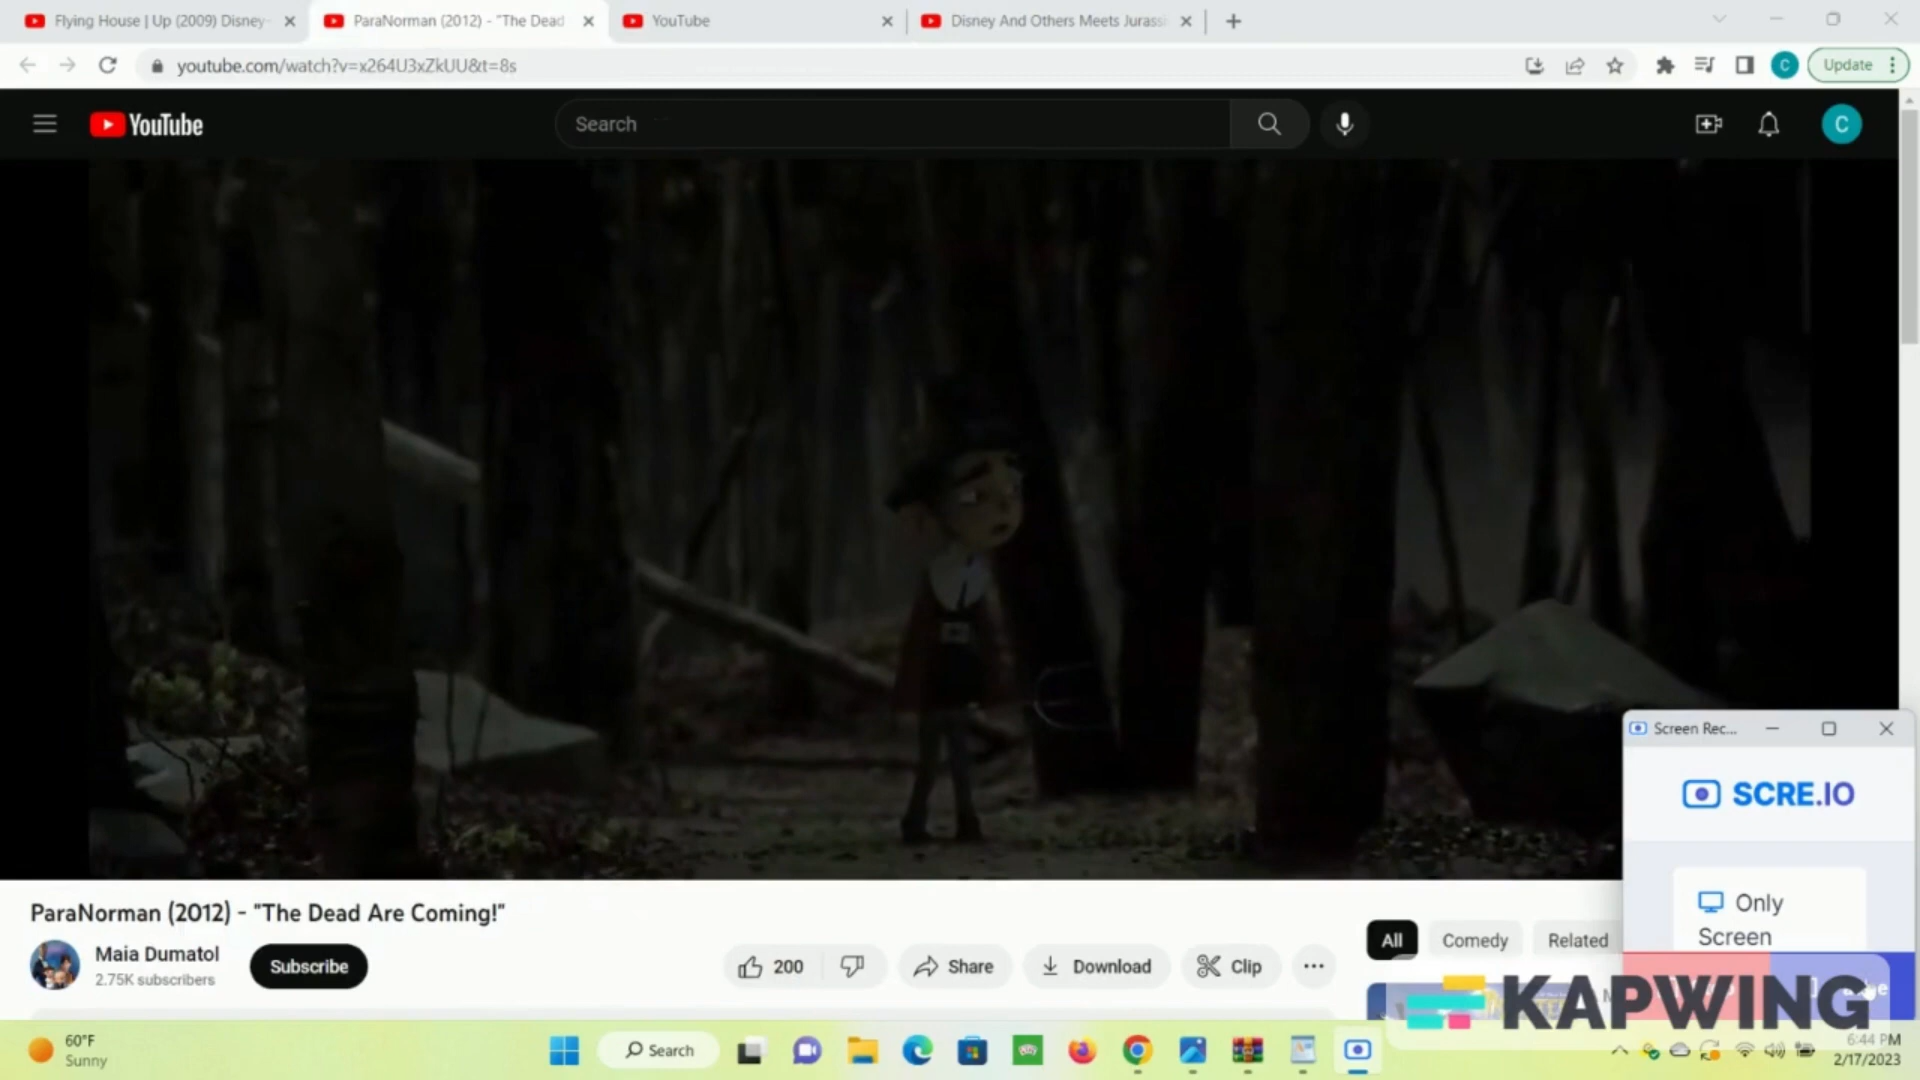 Flying House | Up (2009) Disney-
ParaNorman (2012) - "The Dead
YouTube
Disney And Others Meets Jurassi
youtube.com/watch?v=x264U3xZkUU&t=8s
C
Update
YouTube
Search
C
Screen Rec...
SCRE.IO
Only
Screen
ParaNorman (2012) - "The Dead Are Coming!"
Maia Dumatol
2.75K subscribers
Subscribe
200
Share
Download
Clip
All
Comedy
Related
KAPWING
60°F
Sunny
Search
6:44 PM
2/17/2023